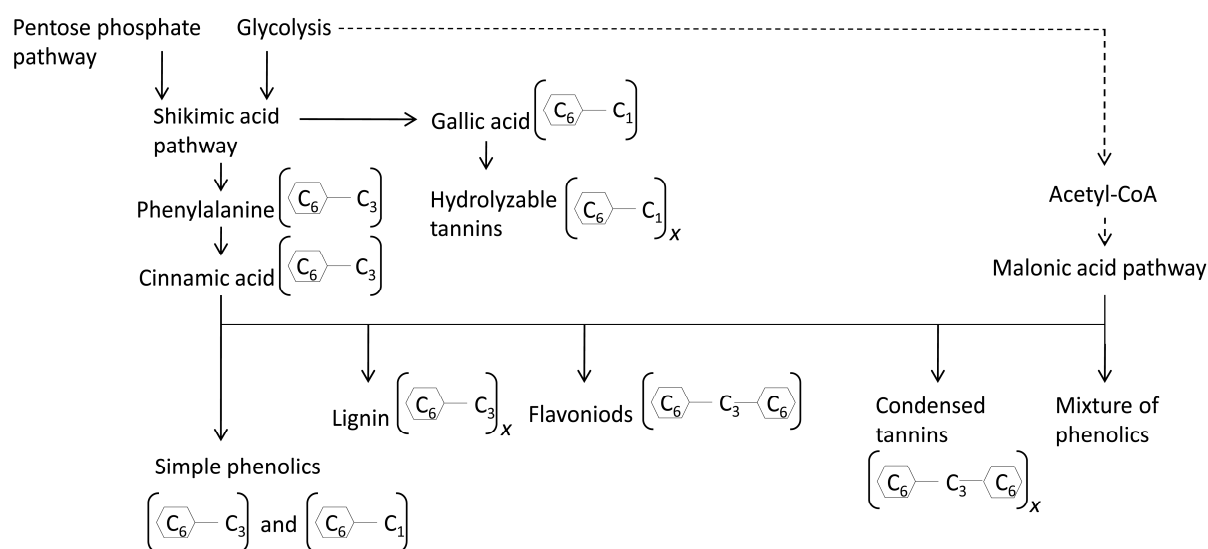 Pentose phosphate
pathway
Glycolysis
Shikimic acid
pathway
Gallic acid C6 C1
Hydrolyzable
tannins
C6 C1 x
Phenylalanine C6 C3
Cinnamic acid C6 C3
Acetyl-CoA
Malonic acid pathway
Lignin C6 C3 x
Flavoniods C6 C3 C6
Condensed
tannins
C6 C3 C6 x
Mixture of
phenolics
Simple phenolics
C6 C3 and C6 C1